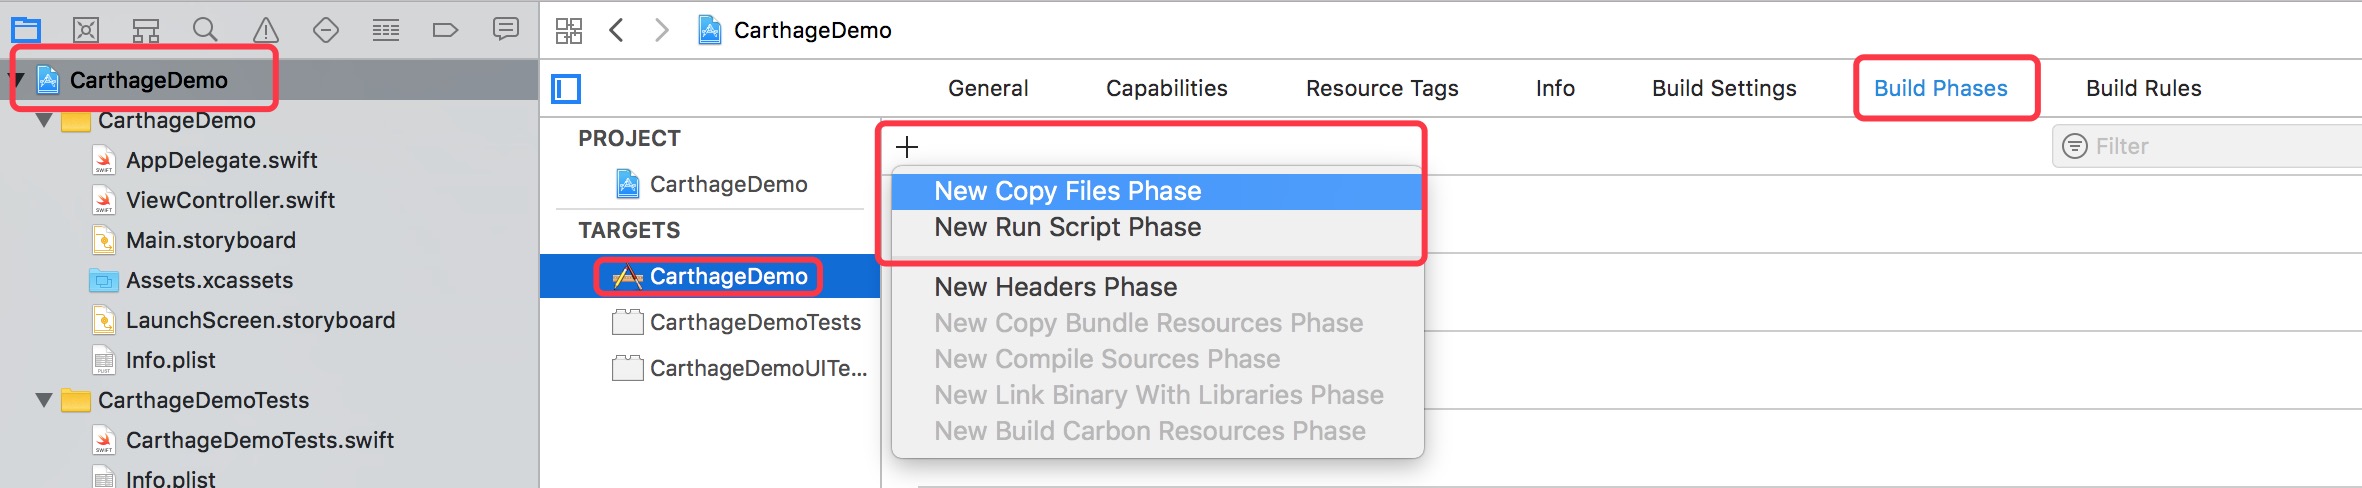 CarthageDemo
CarthageDemo
AppDelegate.swift
ViewController.swift
Main.storyboard
Assets.xcassets
LaunchScreen.storyboard
Info.plist
CarthageDemoTests
CarthageDemoTests.swift
Info.plist
CarthageDemo
General Capabilities Resource Tags Info Build Settings Build Phases Build Rules
PROJECT
CarthageDemo
TARGETS
CarthageDemo
CarthageDemoTests
CarthageDemoUITe...
+
Filter
New Copy Files Phase
New Run Script Phase
New Headers Phase
New Copy Bundle Resources Phase
New Compile Sources Phase
New Link Binary With Libraries Phase
New Build Carbon Resources Phase